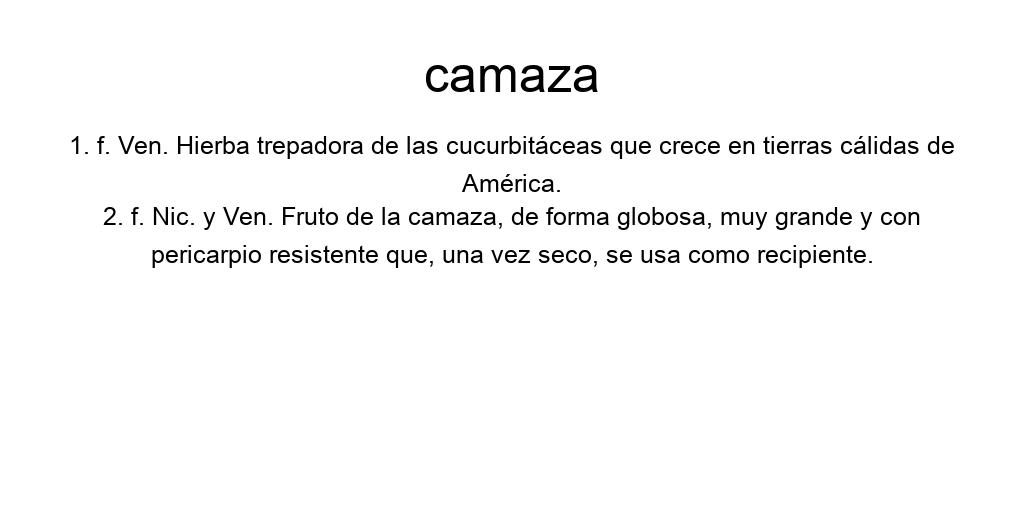 camaza
1. f. Ven. Hierba trepadora de las cucurbitáceas que crece en tierras cálidas de
América.
2. f. Nic. y Ven. Fruto de la camaza, de forma globosa, muy grande y con
pericarpio resistente que, una vez seco, se usa como recipiente.